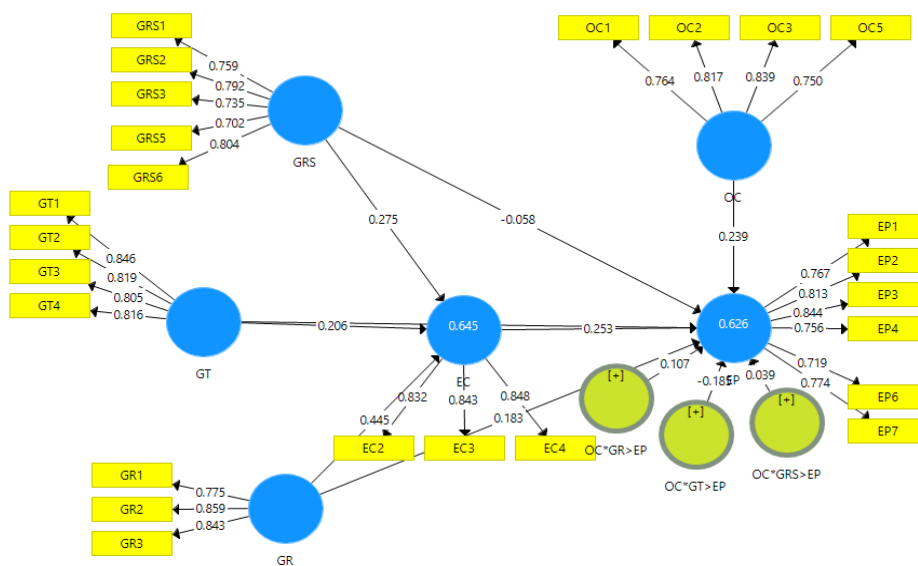 GRS1
GRS2
GRS3
GRS5
GRS6
0.759
0.792
0.735
0.702
0.804
GRS
OC1
OC2
OC3
OC5
0.764
0.817
0.839
0.750
OC
0.275
-0.058
0.239
GT1
GT2
GT3
GT4
0.846
0.819
0.805
0.816
GT
0.206
0.645
EC
0.253
0.626
EP
EP1
EP2
EP3
EP4
EP6
EP7
0.767
0.813
0.844
0.756
0.719
0.774
0.445
0.832
0.843
0.848
0.183
EC2
EC3
EC4
0.107
-0.185
0.039
[+]
[+]
[+]
OC*GR>EP
OC*GT>EP
OC*GRS>EP
GR1
GR2
GR3
0.775
0.859
0.843
GR